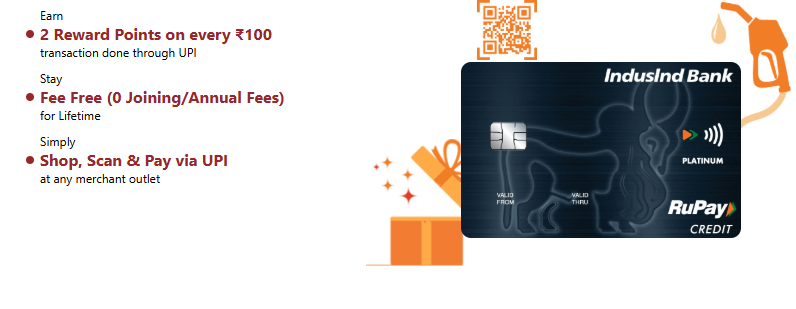 Earn
2 Reward Points on every ₹100
transaction done through UPI
Stay
Fee Free (0 Joining/Annual Fees)
for Lifetime
Simply
Shop, Scan & Pay via UPI
at any merchant outlet
IndusInd Bank
PLATINUM
VALID
FROM
VALID
THRU
RuPay
CREDIT